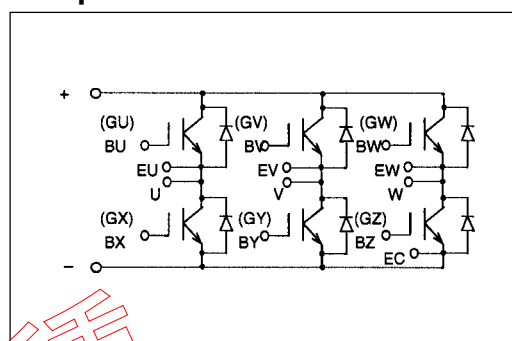 + (GU) (GV) (GW)
BU BV BW
EU EV EW
U V W
(GX) (GY) (GZ)
BX BY BZ
EC
−